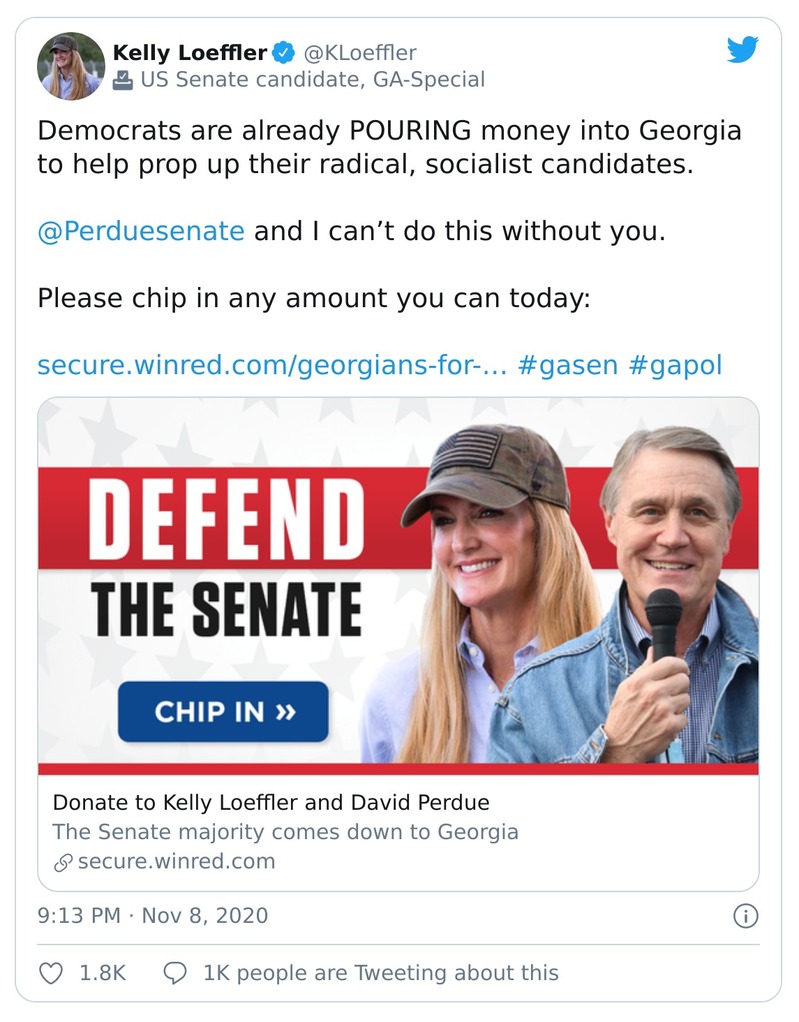 Kelly Loeffler @KLoeffler
US Senate candidate, GA-Special
Democrats are already POURING money into Georgia
to help prop up their radical, socialist candidates.
@Perduesenate and I can’t do this without you.
Please chip in any amount you can today:
secure.winred.com/georgians-for-… #gasen #gapol
DEFEND
THE SENATE
CHIP IN »
Donate to Kelly Loeffler and David Perdue
The Senate majority comes down to Georgia
secure.winred.com
9:13 PM · Nov 8, 2020
1.8K 1K people are Tweeting about this